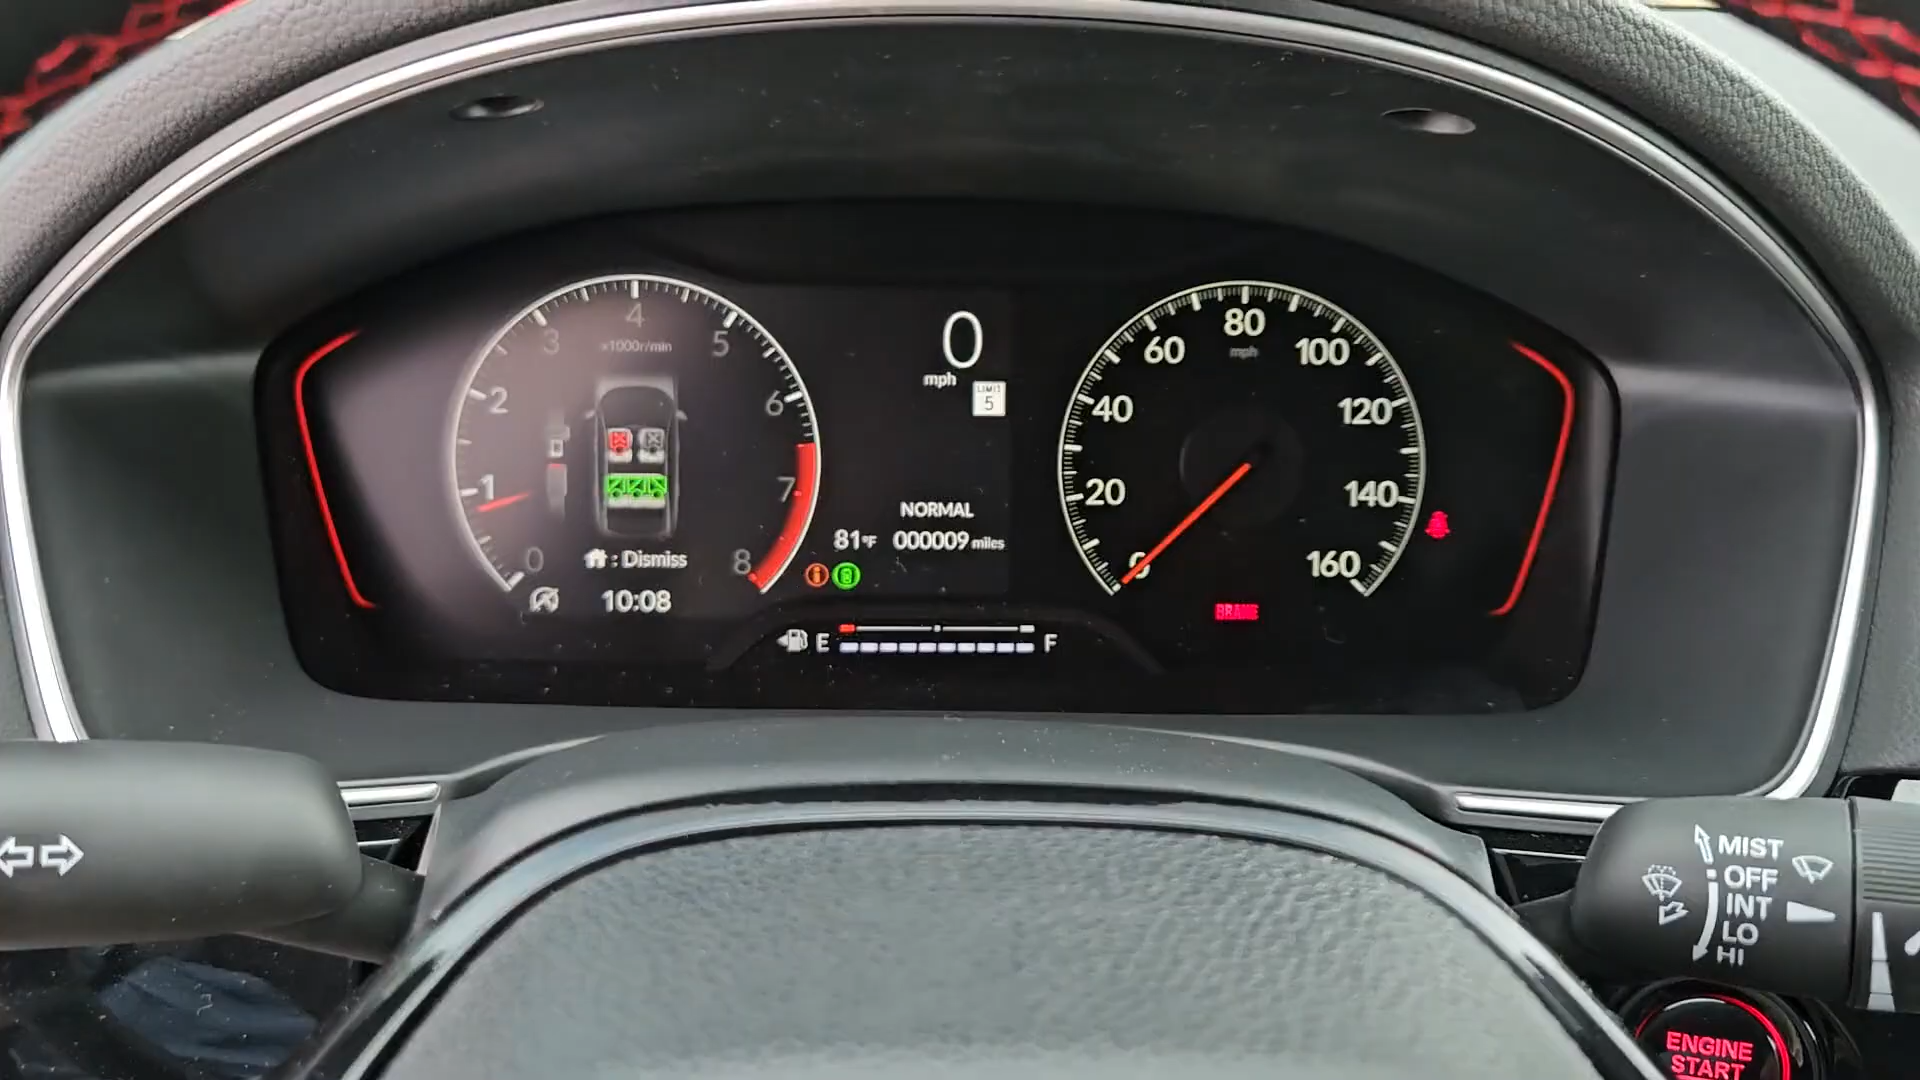 4
3
5
x1000r/min
2
6
1
7
0
8
: Dismiss
10:08
0
mph
LIMIT
5
NORMAL
81°F 000009 miles
E F
80
60
mph
100
40
120
20
140
0
160
BRAKE
MIST
OFF
INT
LO
HI
ENGINE
START